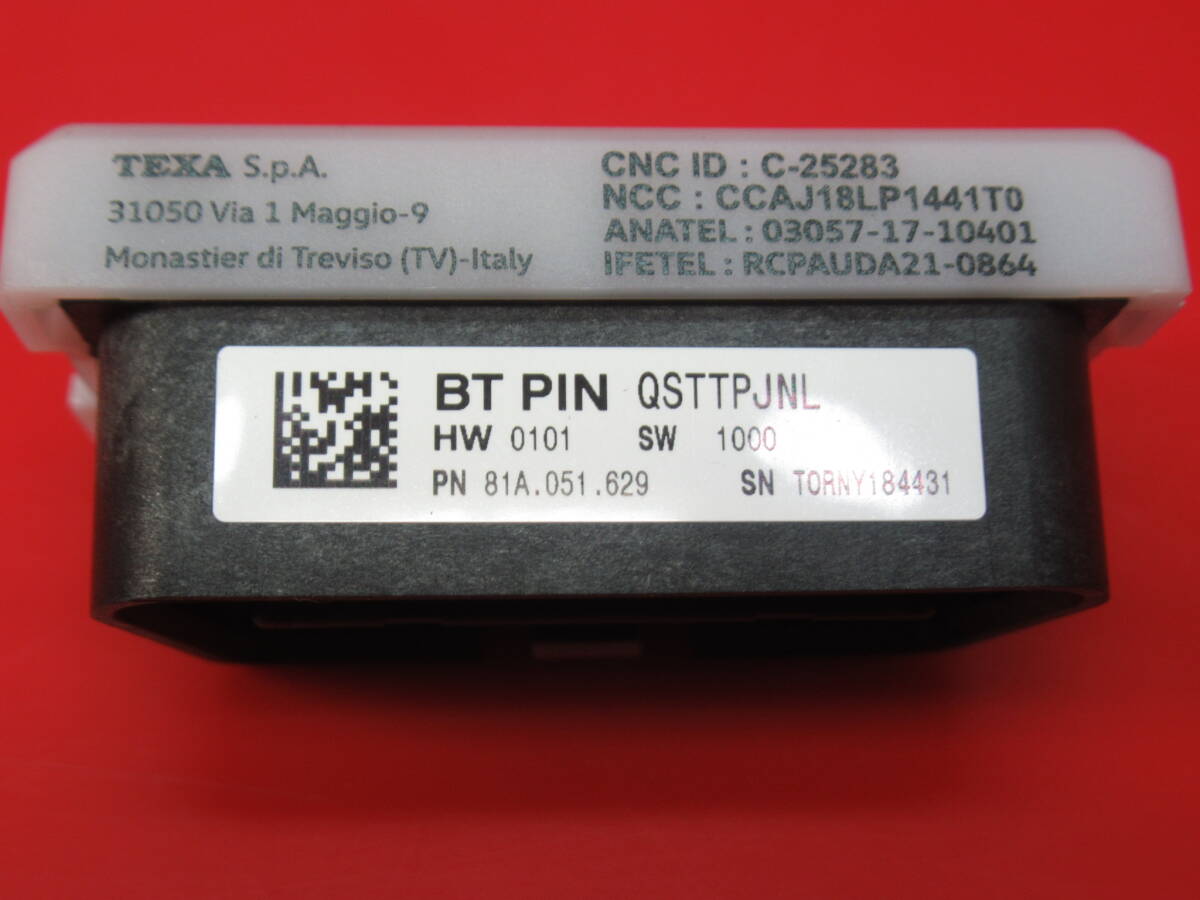 TEXA S.p.A.
31050 Via 1 Maggio-9
Monastier di Treviso (TV)-Italy
CNC ID : C-25283
NCC : CCAJ18LP1441T0
ANATEL : 03057-17-10401
IFETEL : RCPAUDA21-0864
BT PIN QSTTPJNL
HW 0101 SW 1000
PN 81A.051.629 SN TORNY184431